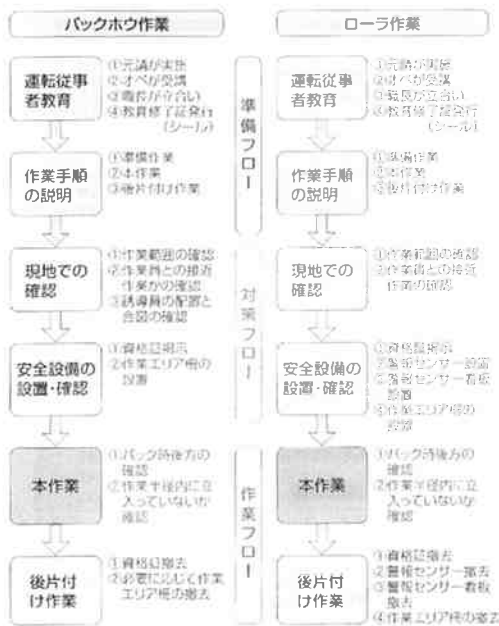 バックホウ作業
運転従事
者教育
①元請が実施
②オペが受講
③職長が立合い
④教育修了証発行
(シール)
作業手順
の説明
①準備作業
②本作業
③後片付け作業
現地での
確認
①作業範囲の確認
②作業員との接近
作業かの確認
③誘導員の配置と
合図の確認
安全設備の
設置・確認
①資格証掲示
②作業エリア柵の
設置
本作業
①バック時後方の
確認
②作業半径内に立
入っていないか
確認
後片付
け作業
①資格証撤去
②必要に応じて作業
エリア柵の撤去
準備フロー
対策フロー
作業フロー
ローラ作業
運転従事
者教育
①元請が実施
②オペが受講
③職長が立合い
④教育修了証発行
(シール)
作業手順
の説明
①準備作業
②本作業
③後片付け作業
現地での
確認
①作業範囲の確認
②作業員との接近
作業の確認
安全設備の
設置・確認
①資格証掲示
②警報センサー設置
③警報センサー看板
設置
④作業エリア柵の
設置
本作業
①バック時後方の
確認
②作業半径内に立
入っていないか
確認
後片付
け作業
①資格証撤去
②警報センサー撤去
③警報センサー看板
撤去
④作業エリア柵の撤去